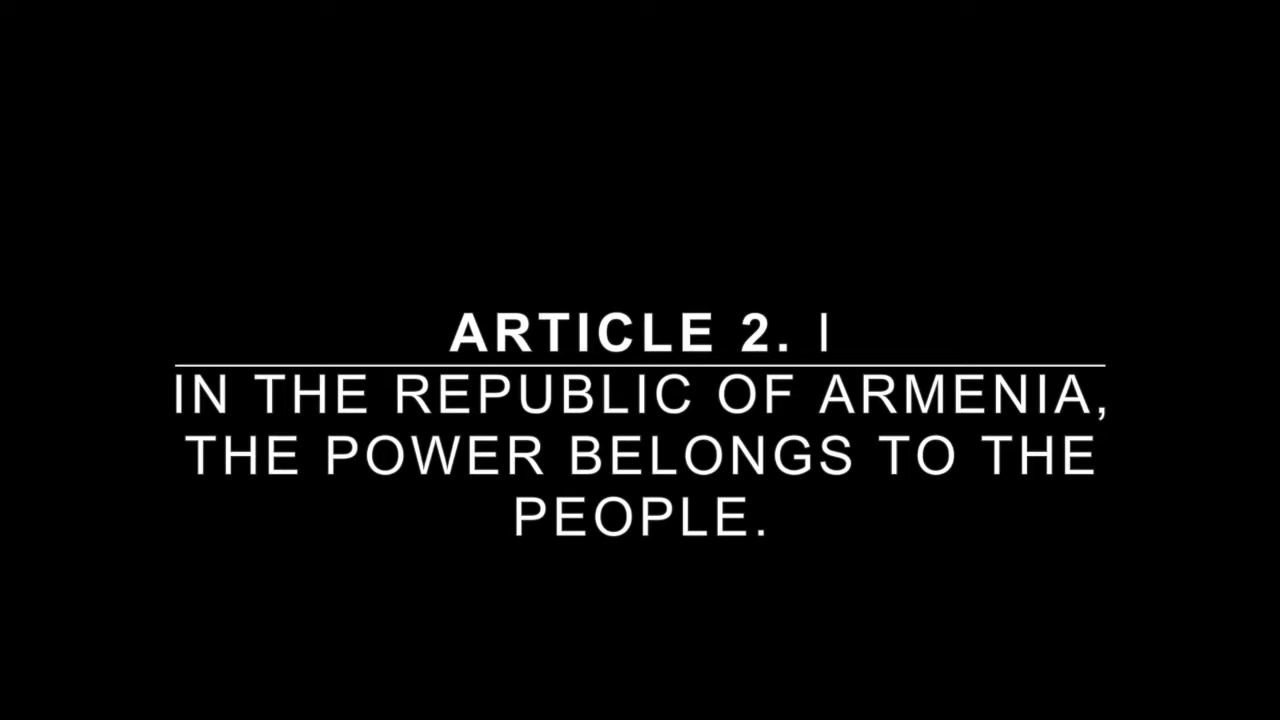 ARTICLE 2. I
IN THE REPUBLIC OF ARMENIA,
THE POWER BELONGS TO THE
PEOPLE.